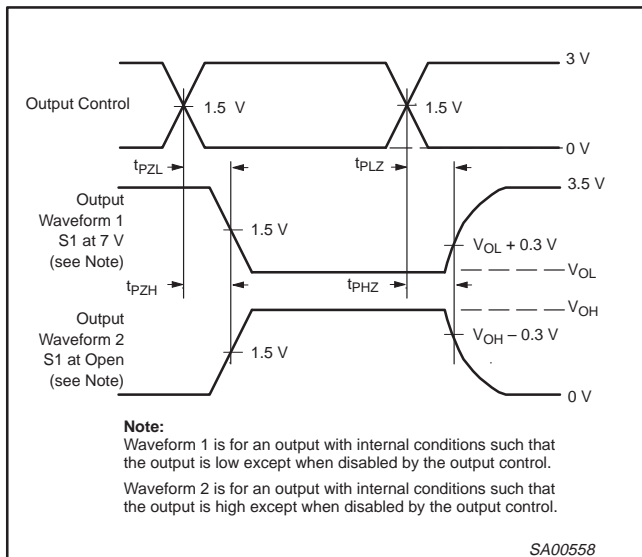 3 V
Output Control
1.5 V
1.5 V
0 V
tPZL
tPLZ
Output
Waveform 1
S1 at 7 V
(see Note)
3.5 V
1.5 V
VOL + 0.3 V
VOL
tPZH
tPHZ
VOH
Output
Waveform 2
S1 at Open
(see Note)
1.5 V
VOH – 0.3 V
0 V
Note:
Waveform 1 is for an output with internal conditions such that
the output is low except when disabled by the output control.
Waveform 2 is for an output with internal conditions such that
the output is high except when disabled by the output control.
SA00558